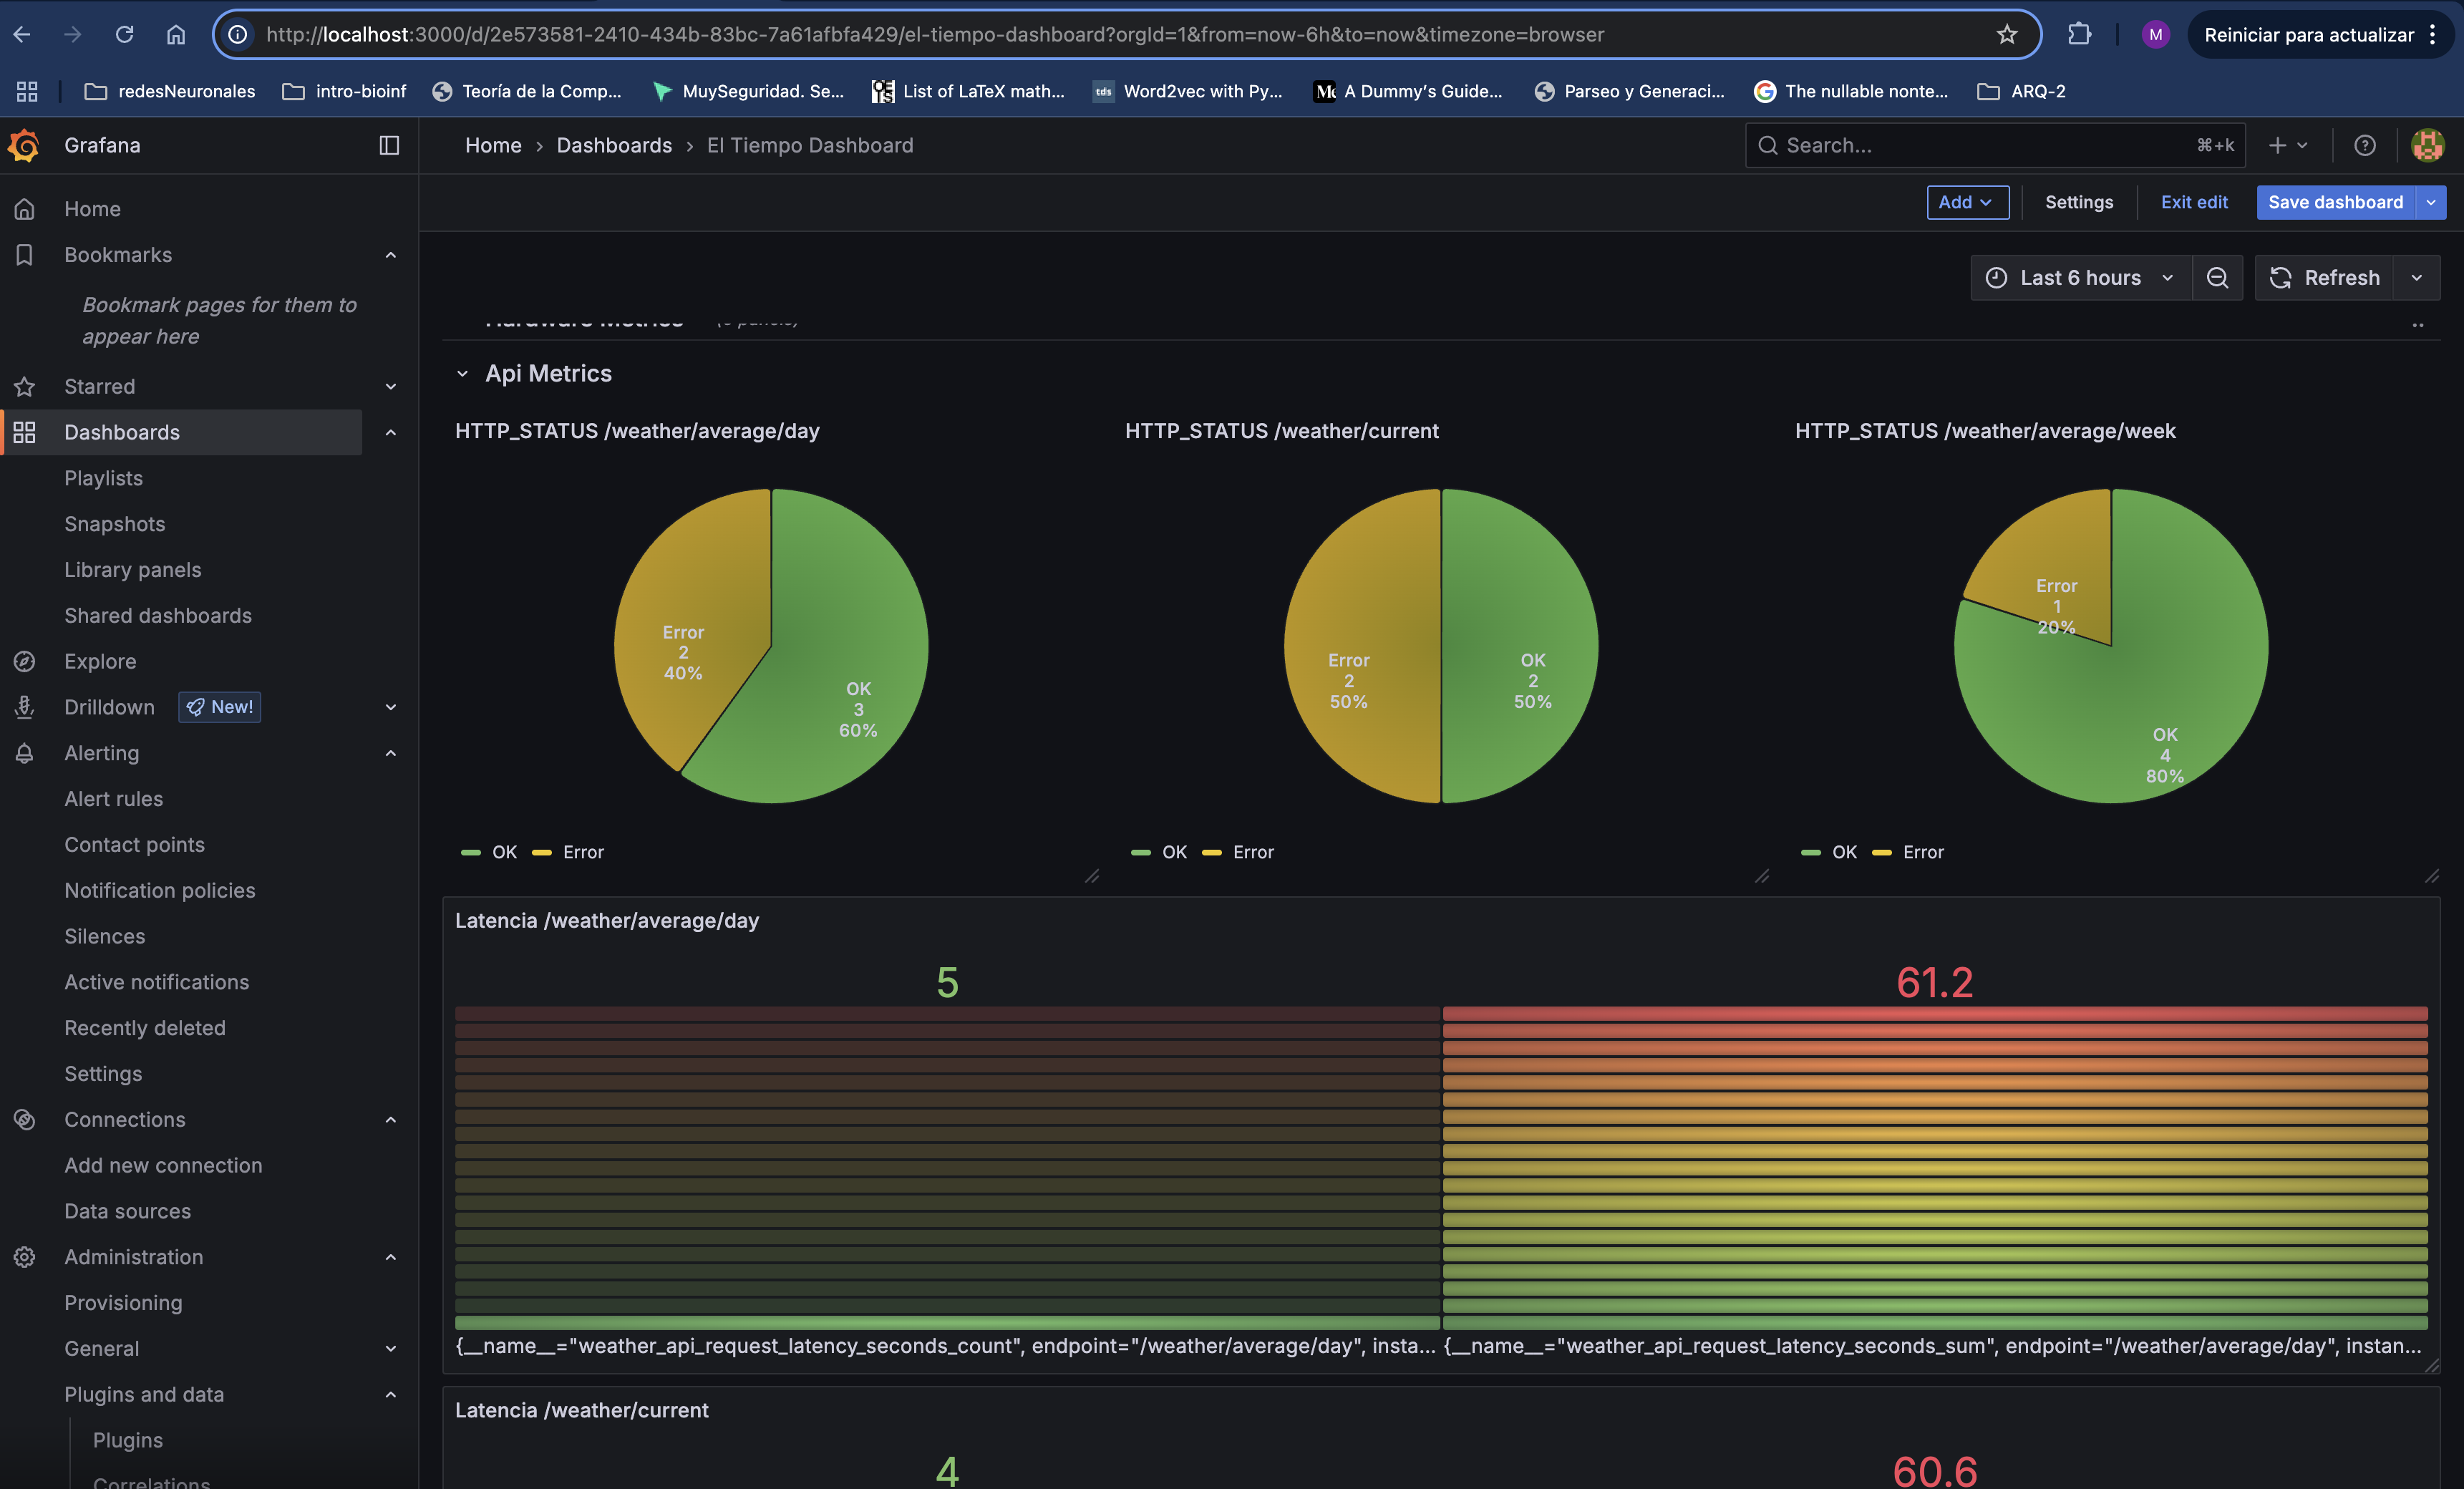 http://localhost:3000/d/2e573581-2410-434b-83bc-7a61afbfa429/el-tiempo-dashboard?orgId=1&from=now-6h&to=now&timezone=browser
M
Reiniciar para actualizar
redesNeuronales
intro-bioinf
Teoría de la Comp...
MuySeguridad. Se...
List of LaTeX math...
tds
Word2vec with Py...
A Dummy's Guide...
Parseo y Generaci...
The nullable nonte...
ARQ-2
Grafana
Home › Dashboards › El Tiempo Dashboard
Search...
⌘+k
Add
Settings
Exit edit
Save dashboard
Home
Bookmarks
Bookmark pages for them to
appear here
Starred
Dashboards
Playlists
Snapshots
Library panels
Shared dashboards
Explore
Drilldown
New!
Alerting
Alert rules
Contact points
Notification policies
Silences
Active notifications
Recently deleted
Settings
Connections
Add new connection
Data sources
Administration
Provisioning
General
Plugins and data
Plugins
Correlations
Last 6 hours
Refresh
Hardware Metrics
Api Metrics
HTTP_STATUS /weather/average/day
Error
2
40%
OK
3
60%
OK
Error
HTTP_STATUS /weather/current
Error
2
50%
OK
2
50%
OK
Error
HTTP_STATUS /weather/average/week
Error
1
20%
OK
4
80%
OK
Error
Latencia /weather/average/day
5
61.2
{__name__="weather_api_request_latency_seconds_count", endpoint="/weather/average/day", insta...
{__name__="weather_api_request_latency_seconds_sum", endpoint="/weather/average/day", instan...
Latencia /weather/current
4
60.6